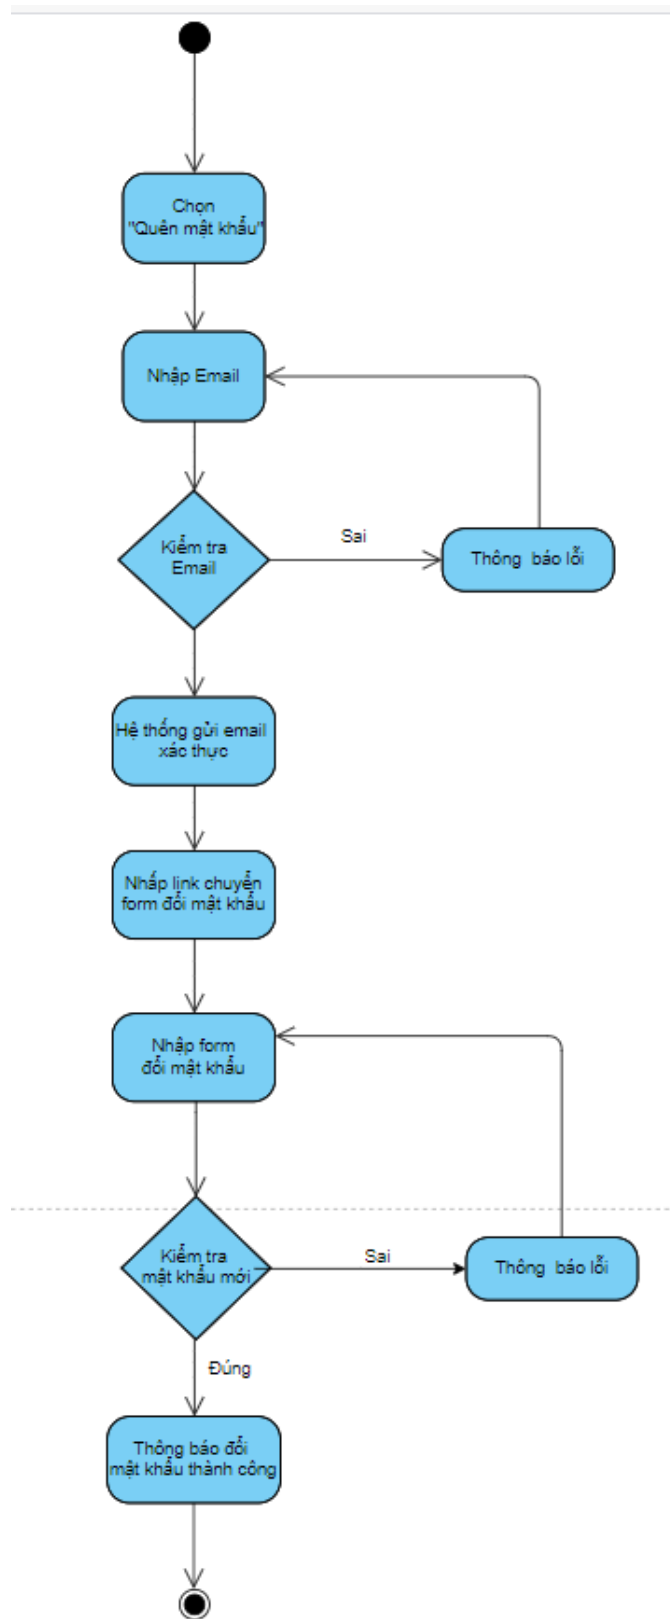 Chọn
"Quên mật khẩu"
Nhập Email
Kiểm tra
Email
Sai
Thông báo lỗi
Hệ thống gửi email
xác thực
Nhấp link chuyển
form đổi mật khẩu
Nhập form
đổi mật khẩu
Kiểm tra
mật khẩu mới
Sai
Thông báo lỗi
Đúng
Thông báo đổi
mật khẩu thành công